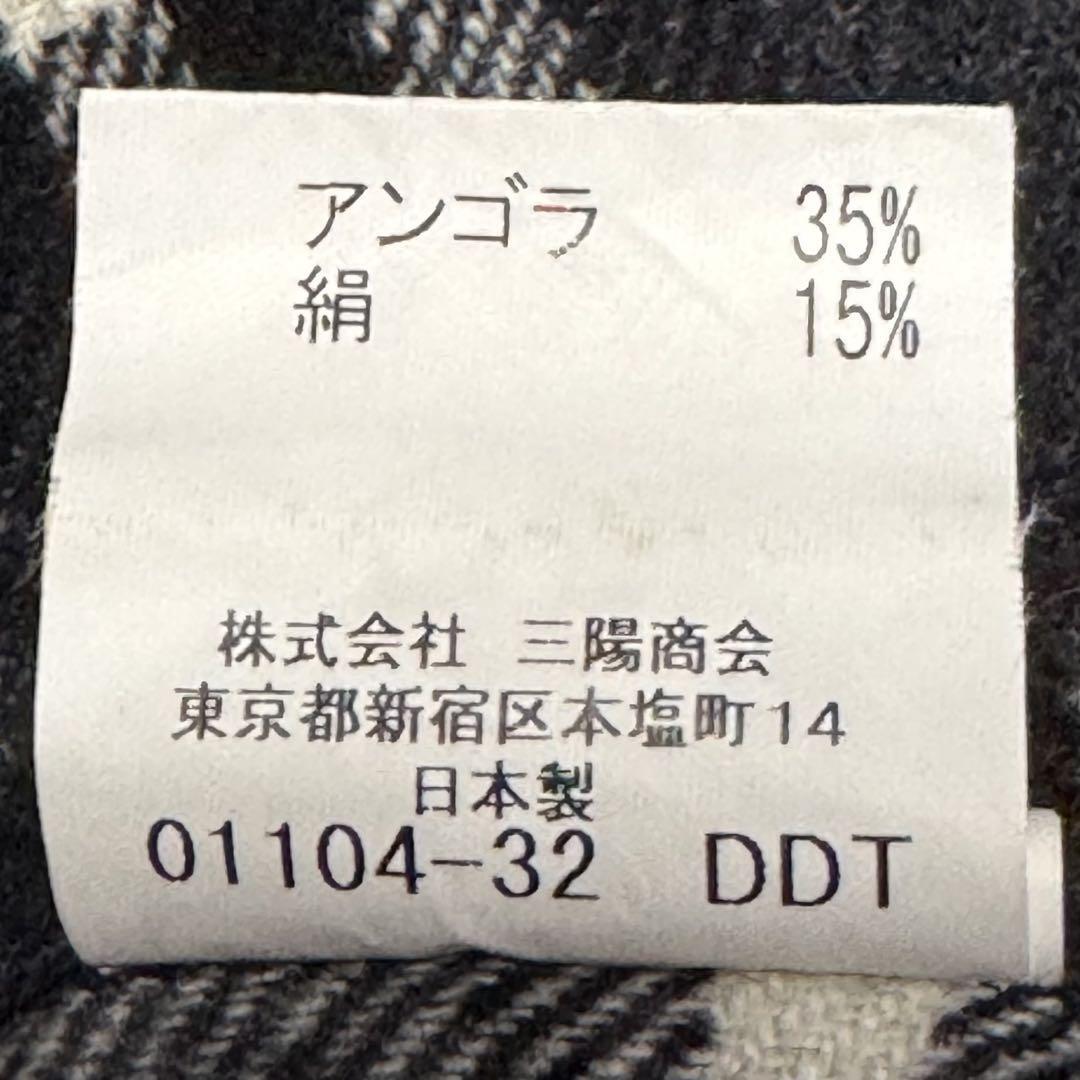 アンゴラ 35%
絹 15%
株式会社 三陽商会
東京都新宿区本塩町14
日本製
01104-32 DDT